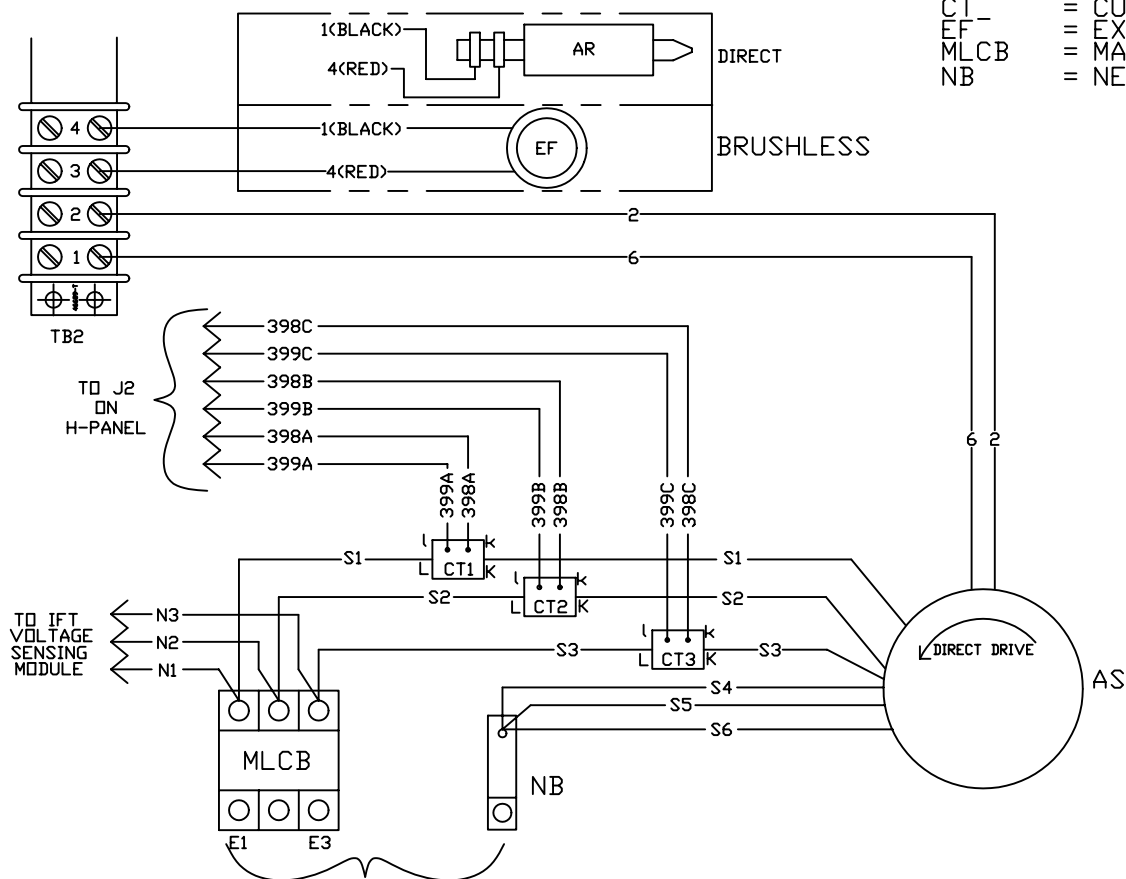 CT_ = CU
EF = EX
MLCB = MA
NB = NE
1(BLACK)
4(RED)
AR
DIRECT
4
1(BLACK)
EF
BRUSHLESS
3
4(RED)
2
2
1
6
TB2
398C
399C
398B
399B
398A
399A
TO J2
ON
H-PANEL
6 2
399A
398A
399B
398B
399C
398C
l k
L CT1 K
S1
S1
l k
L CT2 K
S2
S2
l k
L CT3 K
S3
S3
TO IFT
VOLTAGE
SENSING
MODULE
N3
N2
N1
DIRECT DRIVE
AS
S4
S5
S6
MLCB
NB
E1 E3